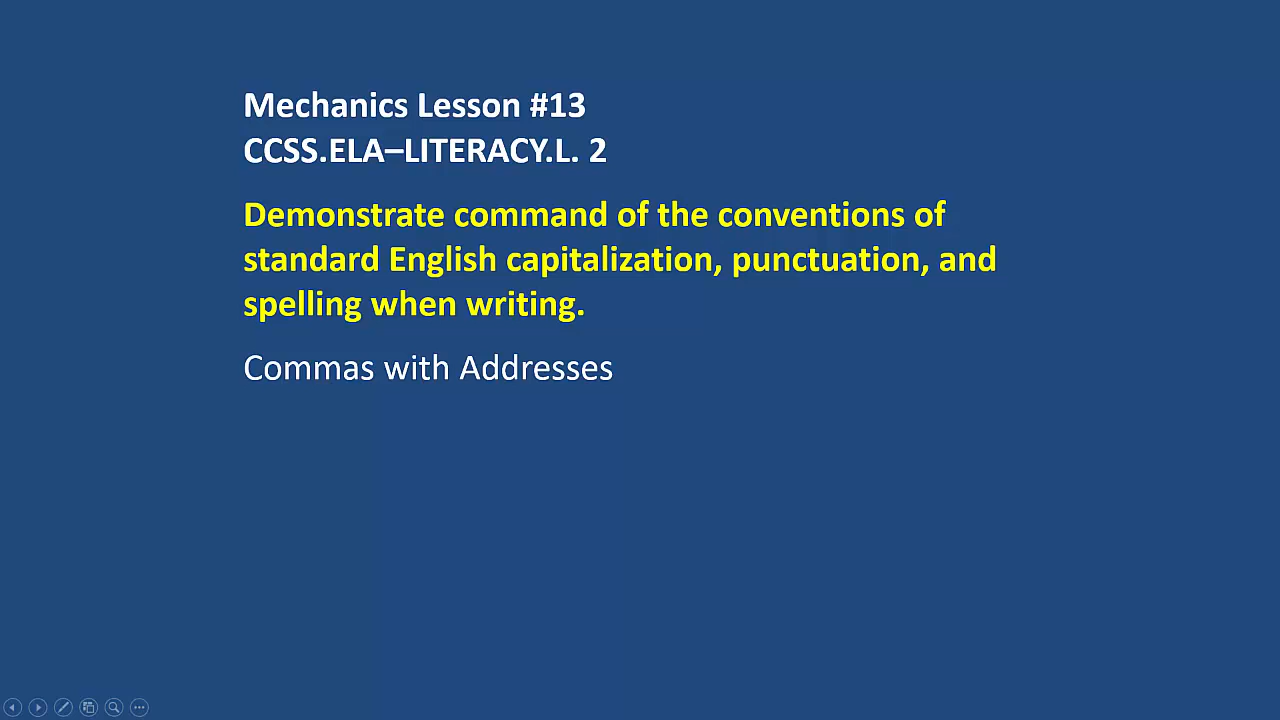 Mechanics Lesson #13
CCSS.ELA–LITERACY.L. 2
Demonstrate command of the conventions of
standard English capitalization, punctuation, and
spelling when writing.
Commas with Addresses